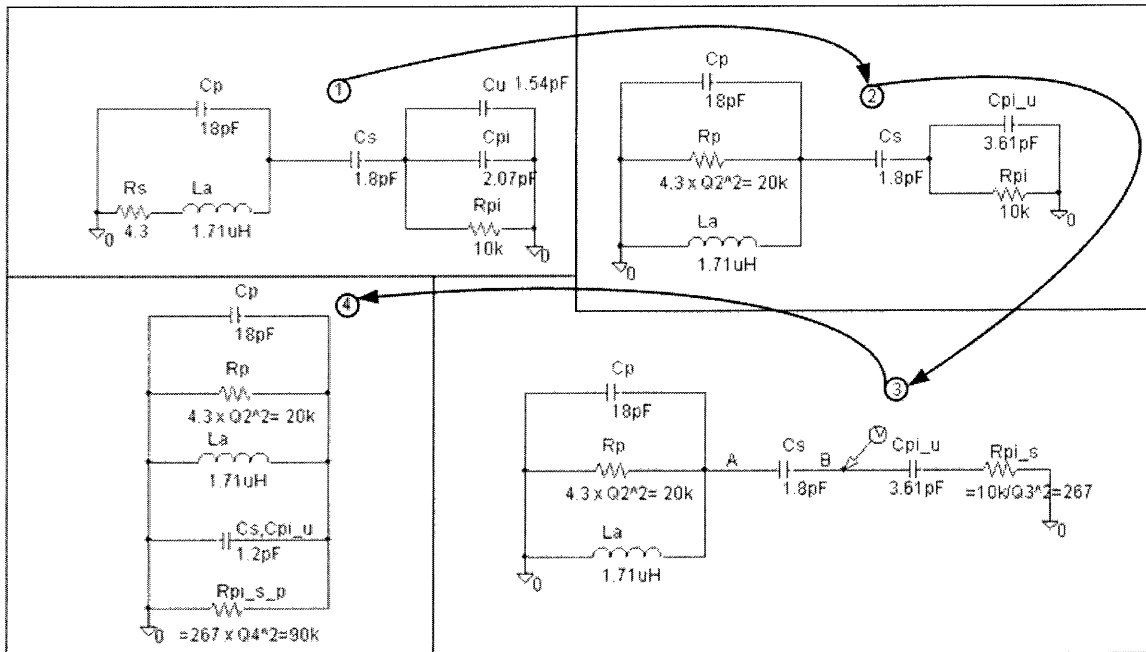 1
Cp
18pF
Rs
4.3
La
1.71uH
0
Cs
1.8pF
Cu 1.54pF
Cpi
2.07pF
Rpi
10k
0
2
Cp
18pF
Rp
4.3 x Q2^2= 20k
La
1.71uH
0
Cs
1.8pF
Cpi_u
3.61pF
Rpi
10k
0
3
Cp
18pF
Rp
4.3 x Q2^2= 20k
La
1.71uH
0
A
Cs
1.8pF
B
V
Cpi_u
3.61pF
Rpi_s
=10k/Q3^2=267
0
4
Cp
18pF
Rp
4.3 x Q2^2= 20k
La
1.71uH
Cs,Cpi_u
1.2pF
Rpi_s_p
=267 x Q4^2=90k
0